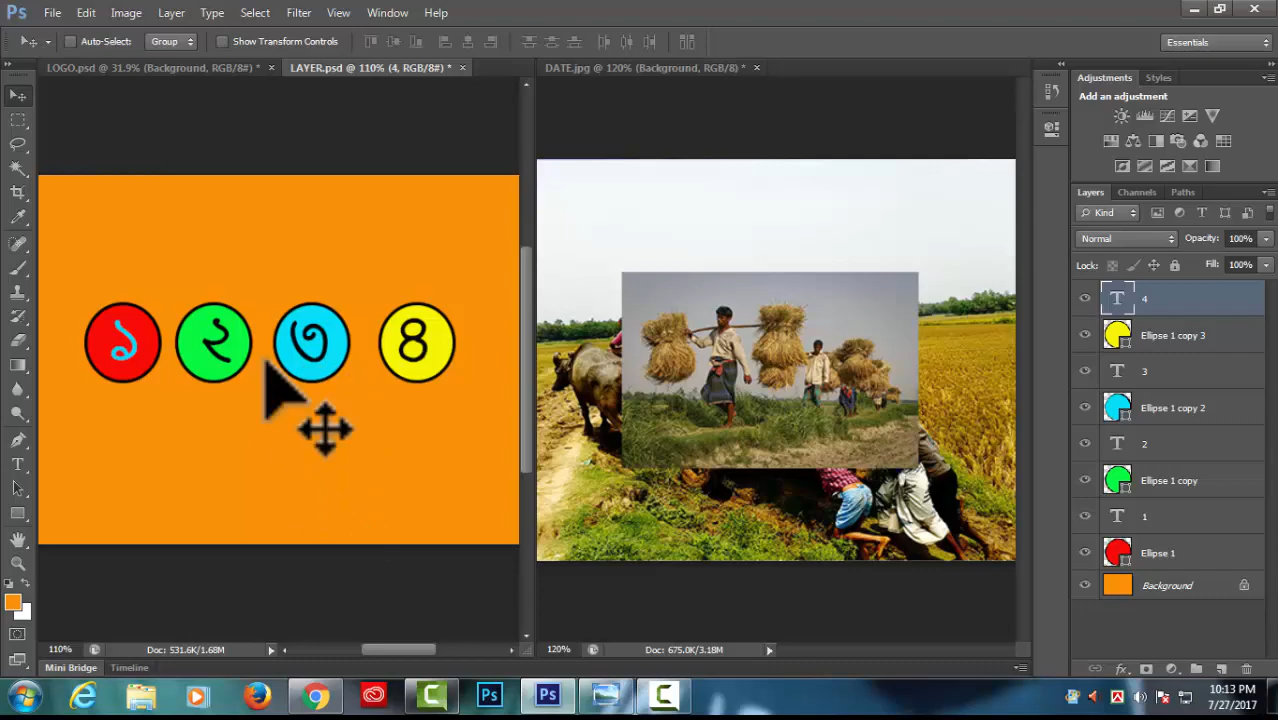 Ps File Edit Image Layer Type Select Filter View Window Help
Auto-Select: Group Show Transform Controls Essentials
LOGO.psd @ 31.9% (Background, RGB/8#) * × LAYER.psd @ 110% (4, RGB/8#) * × DATE.jpg @ 120% (Background, RGB/8) * ×
Adjustments Styles
Add an adjustment
Layers Channels Paths
Kind
Normal Opacity: 100%
Lock: Fill: 100%
T 4
Ellipse 1 copy 3
T 3
Ellipse 1 copy 2
T 2
Ellipse 1 copy
T 1
Ellipse 1
Background
১ ২ ৩ 8
110% Doc: 531.6K/1.68M 120% Doc: 675.0K/3.18M
Mini Bridge Timeline
Ps Ps
10:13 PM
7/27/2017